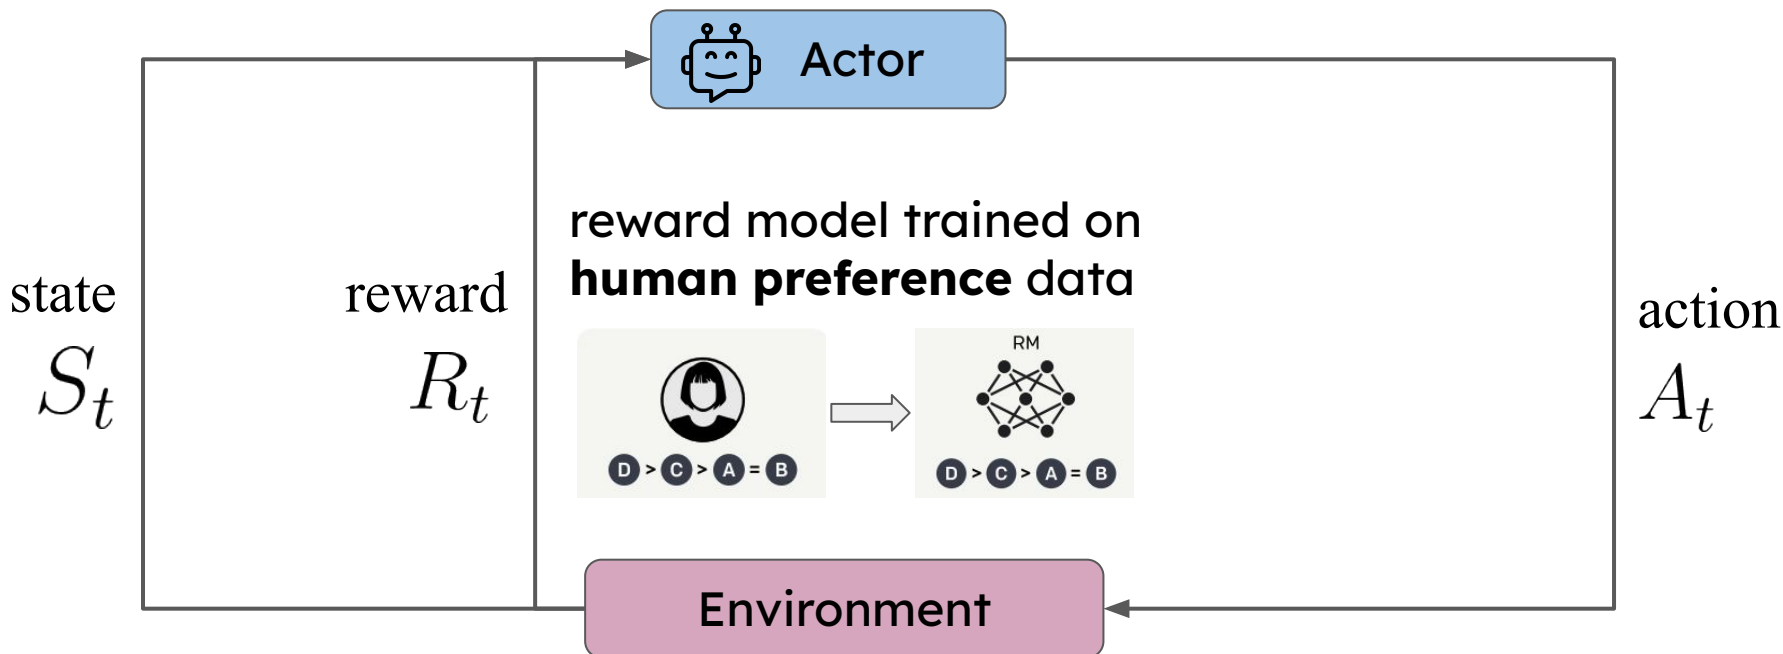 Actor
reward model trained on
human preference data
state
S_t
reward
R_t
action
A_t
RM
D > C > A = B
D > C > A = B
Environment